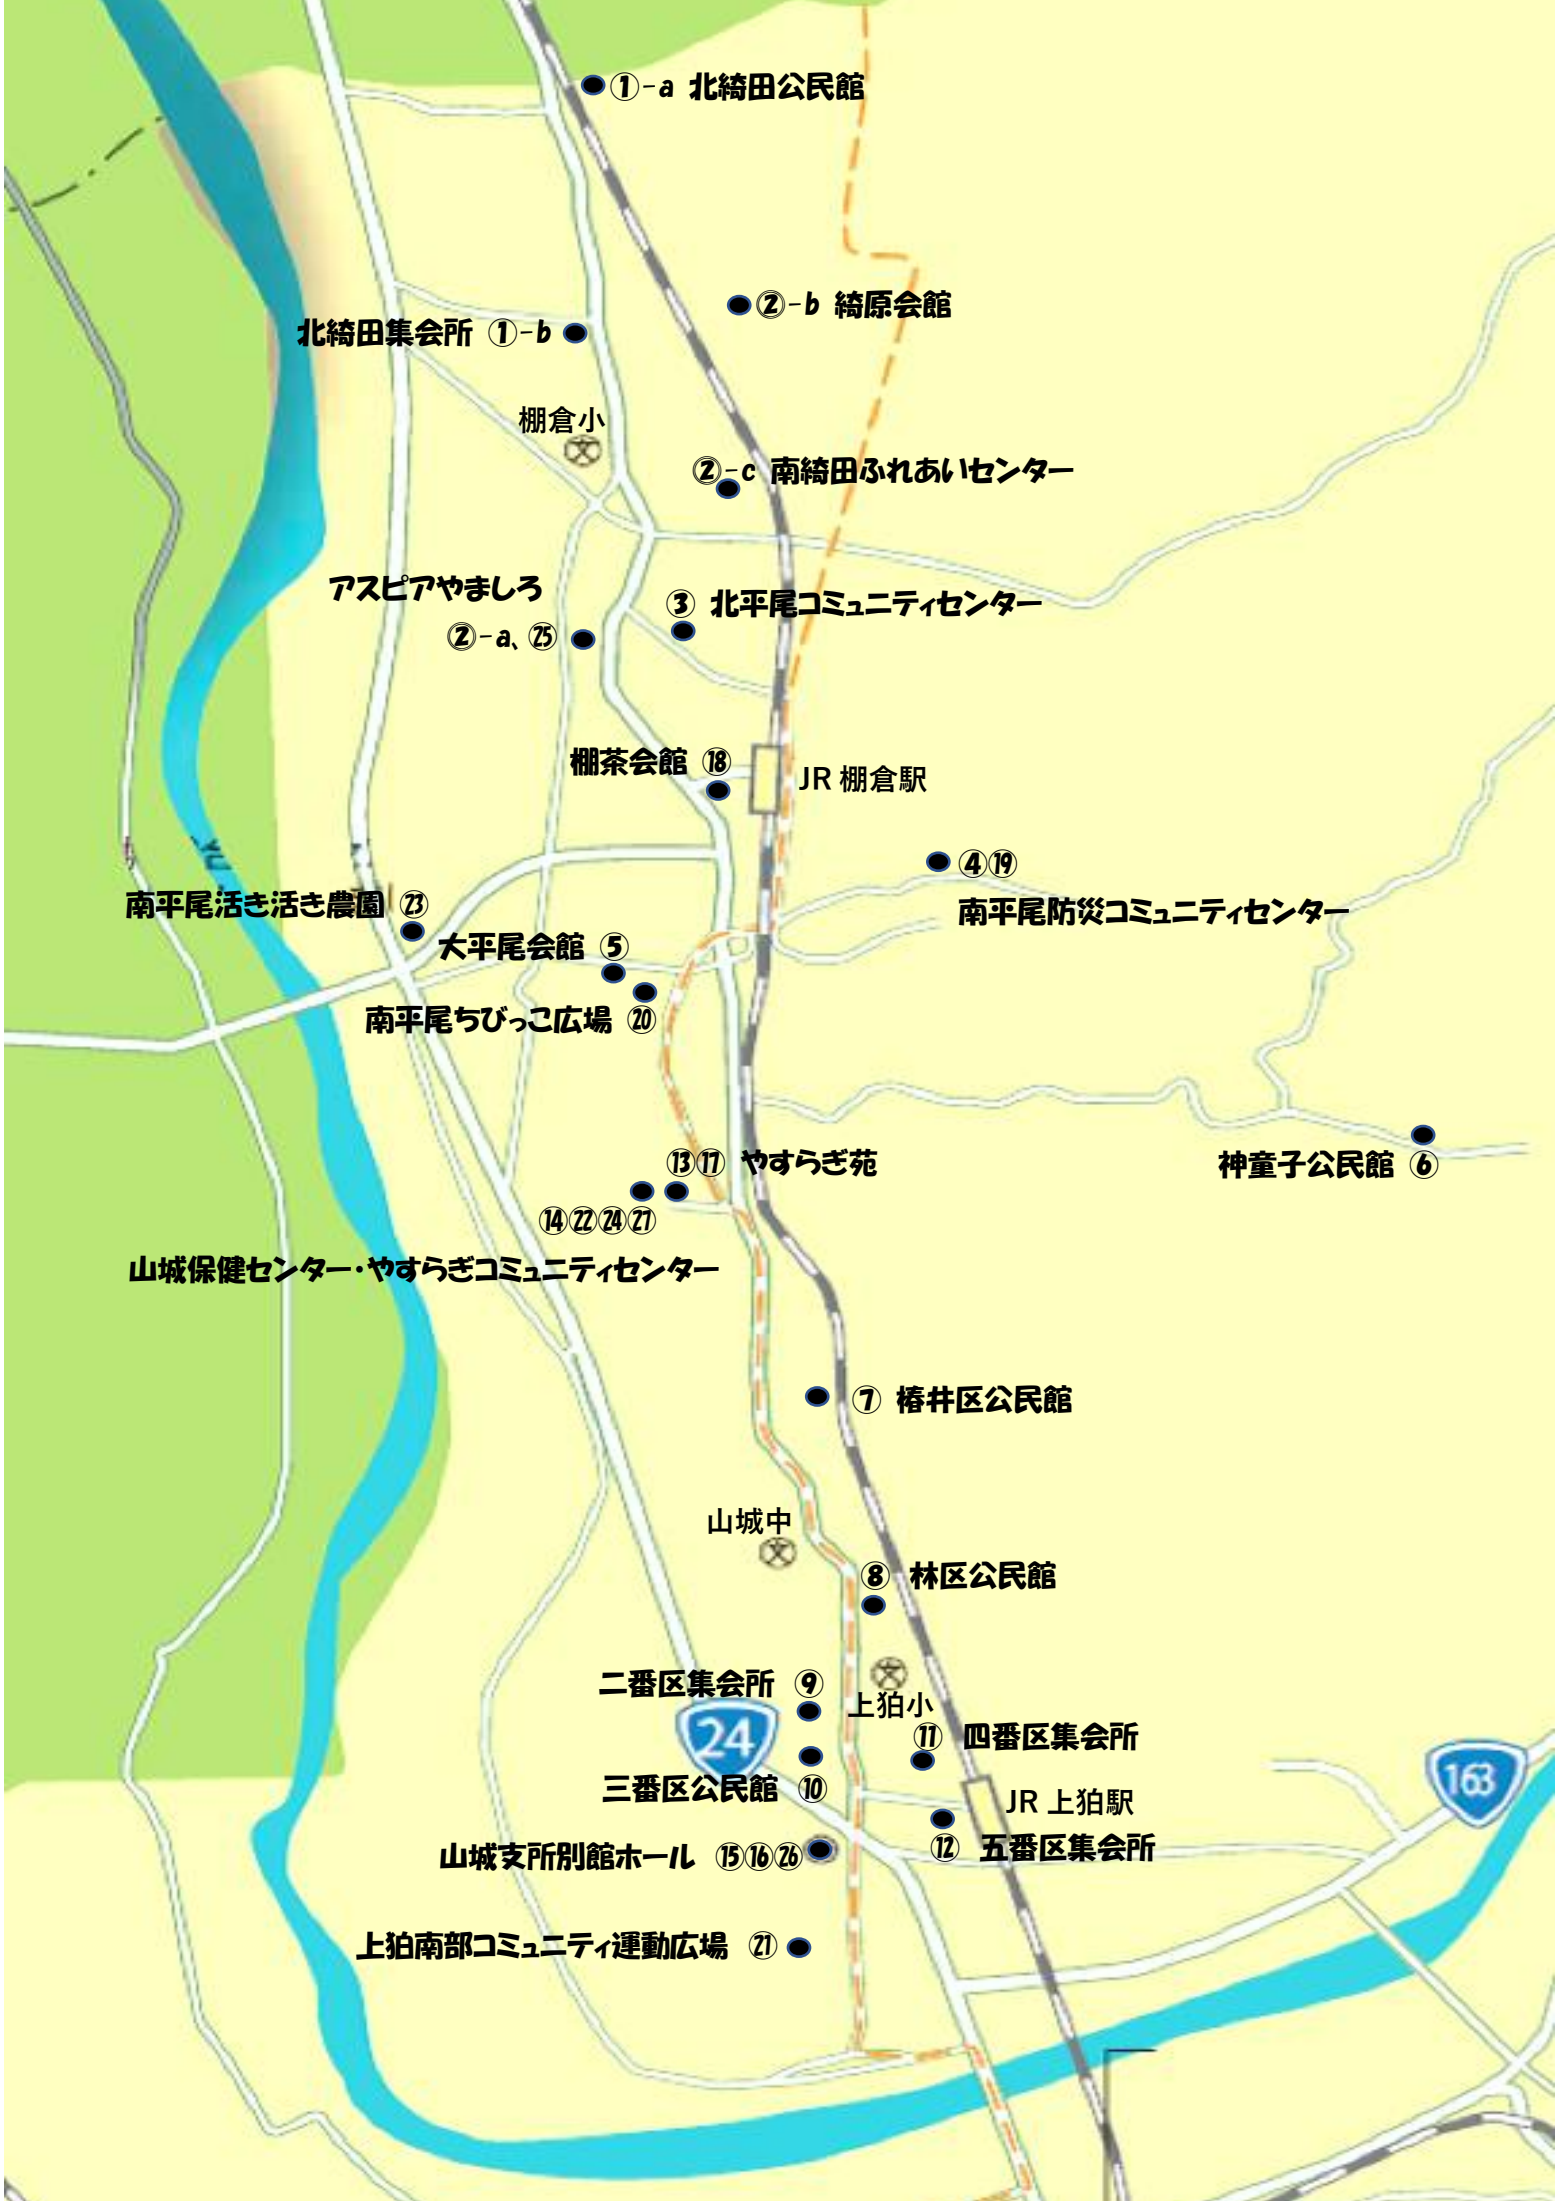 ①-a 北綺田公民館
②-b 綺原会館
北綺田集会所 ①-b
棚倉小
②-c 南綺田ふれあいセンター
アスピアやましろ
②-a、㉕
③ 北平尾コミュニティセンター
棚茶会館 ⑱
JR 棚倉駅
④⑲
南平尾防災コミュニティセンター
南平尾活き活き農園 ㉓
大平尾会館 ⑤
南平尾ちびっこ広場 ⑳
⑬⑰ やすらぎ苑
神童子公民館 ⑥
⑭㉒㉔㉗
山城保健センター・やすらぎコミュニティセンター
⑦ 椿井区公民館
山城中
⑧ 林区公民館
二番区集会所 ⑨
上狛小
24
⑪ 四番区集会所
163
三番区公民館 ⑩
JR 上狛駅
⑫ 五番区集会所
山城支所別館ホール ⑮⑯㉖
上狛南部コミュニティ運動広場 ㉑